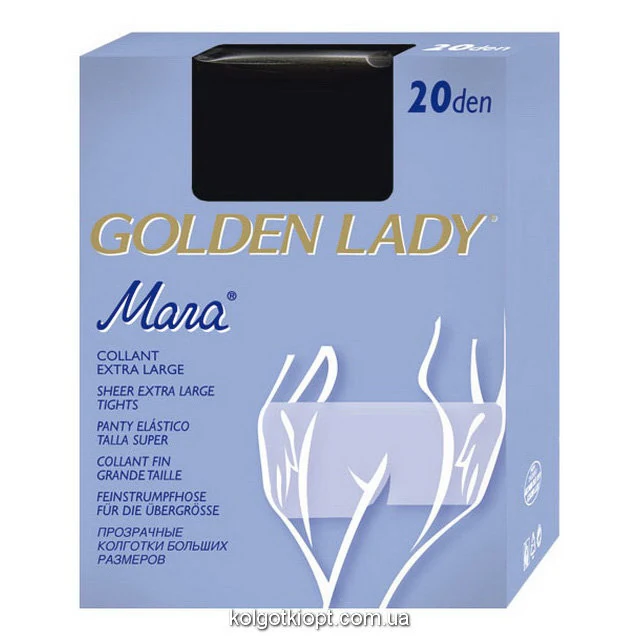 20den
20den
GOLDEN LADY®
Mara®
COLLANT
EXTRA LARGE
SHEER EXTRA LARGE
TIGHTS
PANTY ELÁSTICO
TALLA SUPER
COLLANT FIN
GRANDE TAILLE
FEINSTRUMPFHOSE
FÜR DIE ÜBERGRÖSSE
ПРОЗРАЧНЫЕ
КОЛГОТКИ БОЛЬШИХ
РАЗМЕРОВ
kolgotkiopt.com.ua